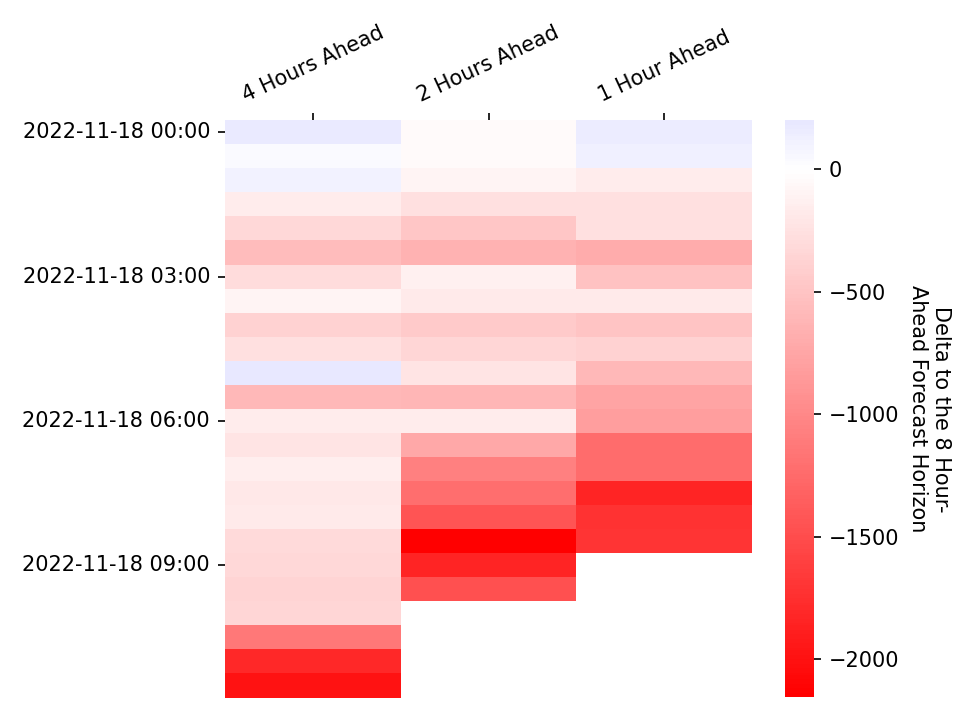 4 Hours Ahead
2 Hours Ahead
1 Hour Ahead
2022-11-18 00:00
2022-11-18 03:00
2022-11-18 06:00
2022-11-18 09:00
0
−500
−1000
−1500
−2000
Delta to the 8 Hour-
Ahead Forecast Horizon